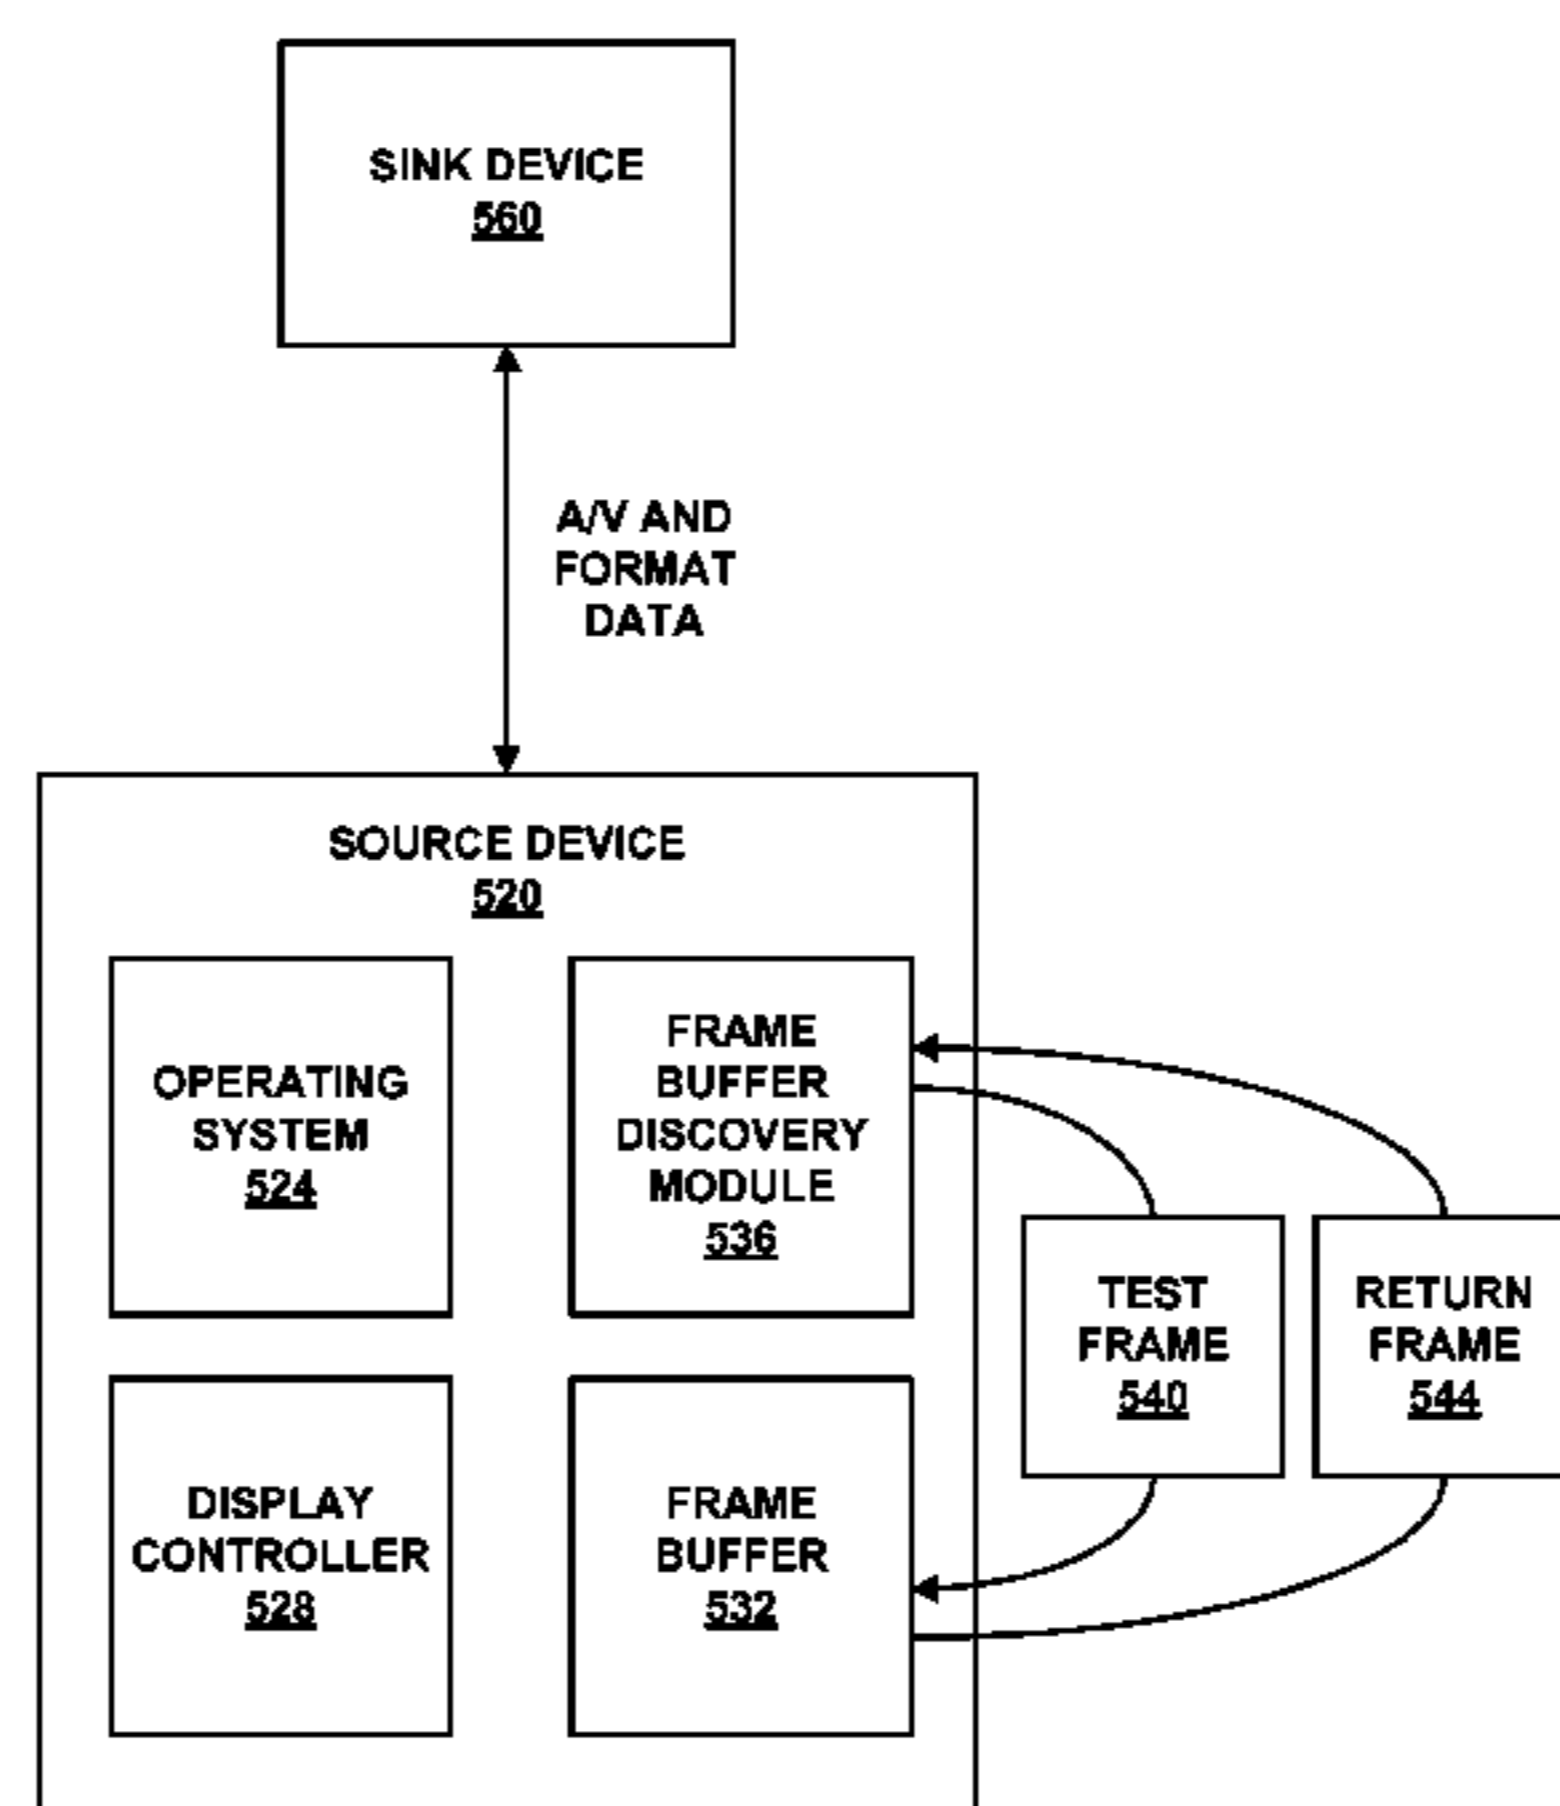 SINK DEVICE
560
A/V AND
FORMAT
DATA
SOURCE DEVICE
520
OPERATING
SYSTEM
524
FRAME
BUFFER
DISCOVERY
MODULE
536
TEST
FRAME
540
RETURN
FRAME
544
DISPLAY
CONTROLLER
528
FRAME
BUFFER
532